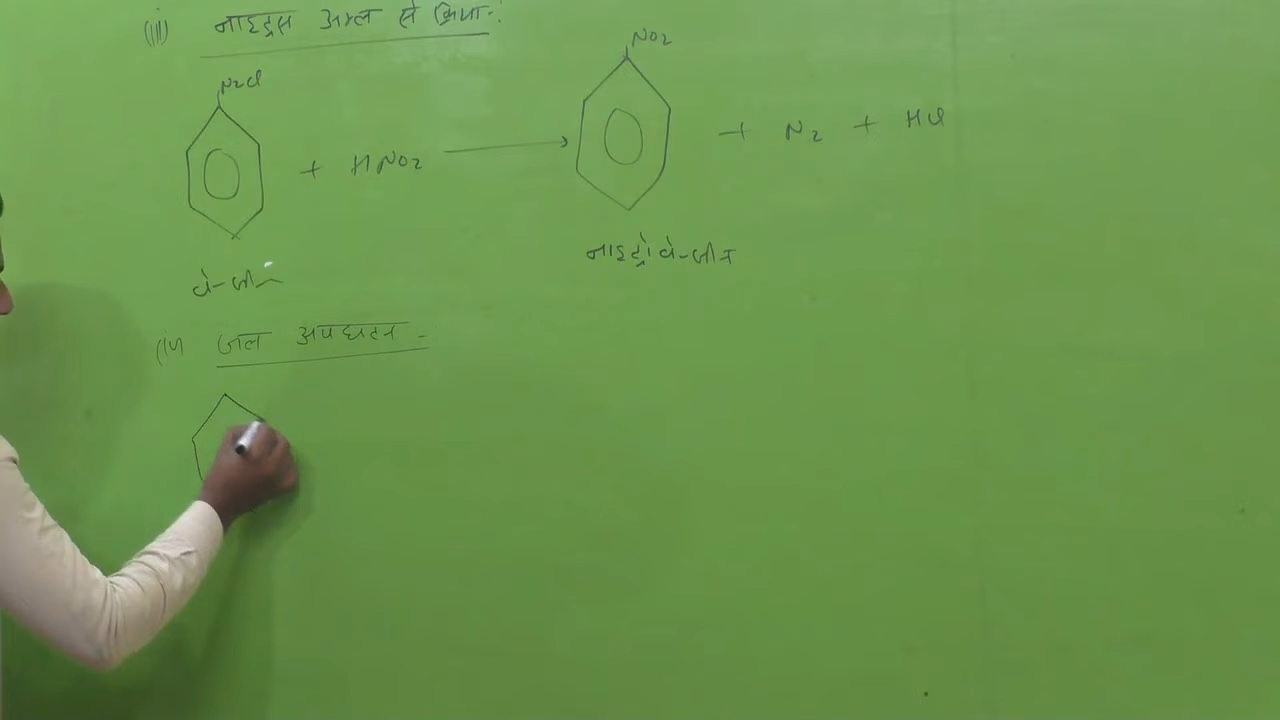 (iii) नाइट्रस अम्ल से क्रिया-:
N2Cl
NO2
+ HNO2 → + N2 + HCl
नाइट्रोबेन्जीन
बेन्जीन
(iv) जल अपघटन -